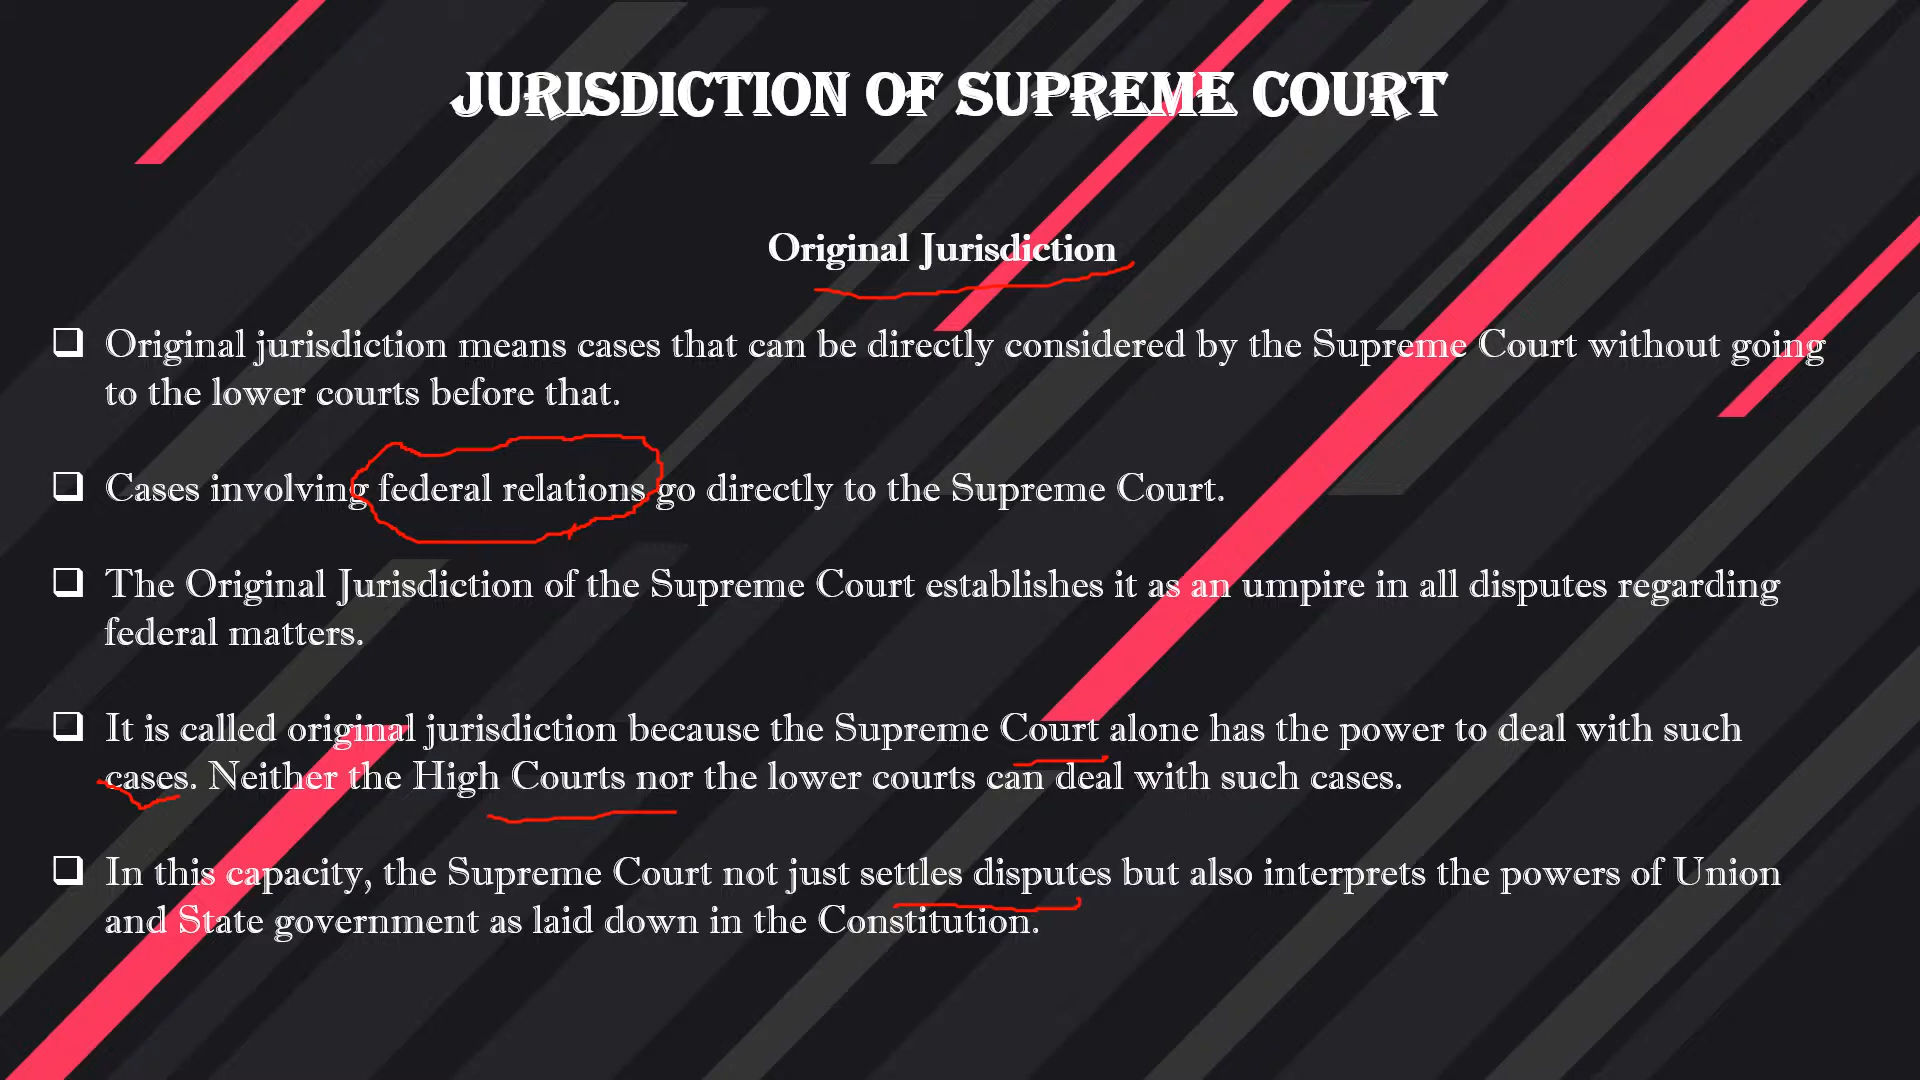 JURISDICTION OF SUPREME COURT
Original Jurisdiction
❑ Original jurisdiction means cases that can be directly considered by the Supreme Court without going
to the lower courts before that.
❑ Cases involving federal relations go directly to the Supreme Court.
❑ The Original Jurisdiction of the Supreme Court establishes it as an umpire in all disputes regarding
federal matters.
❑ It is called original jurisdiction because the Supreme Court alone has the power to deal with such
cases. Neither the High Courts nor the lower courts can deal with such cases.
❑ In this capacity, the Supreme Court not just settles disputes but also interprets the powers of Union
and State government as laid down in the Constitution.